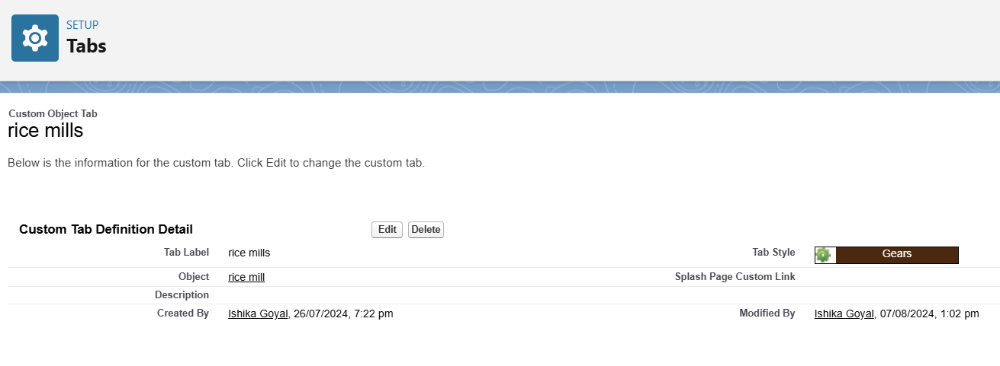 SETUP
Tabs
Custom Object Tab
rice mills
Below is the information for the custom tab. Click Edit to change the custom tab.
Custom Tab Definition Detail Edit Delete
Tab Label rice mills Tab Style Gears
Object rice mill Splash Page Custom Link
Description
Created By Ishika Goyal, 26/07/2024, 7:22 pm Modified By Ishika Goyal, 07/08/2024, 1:02 pm